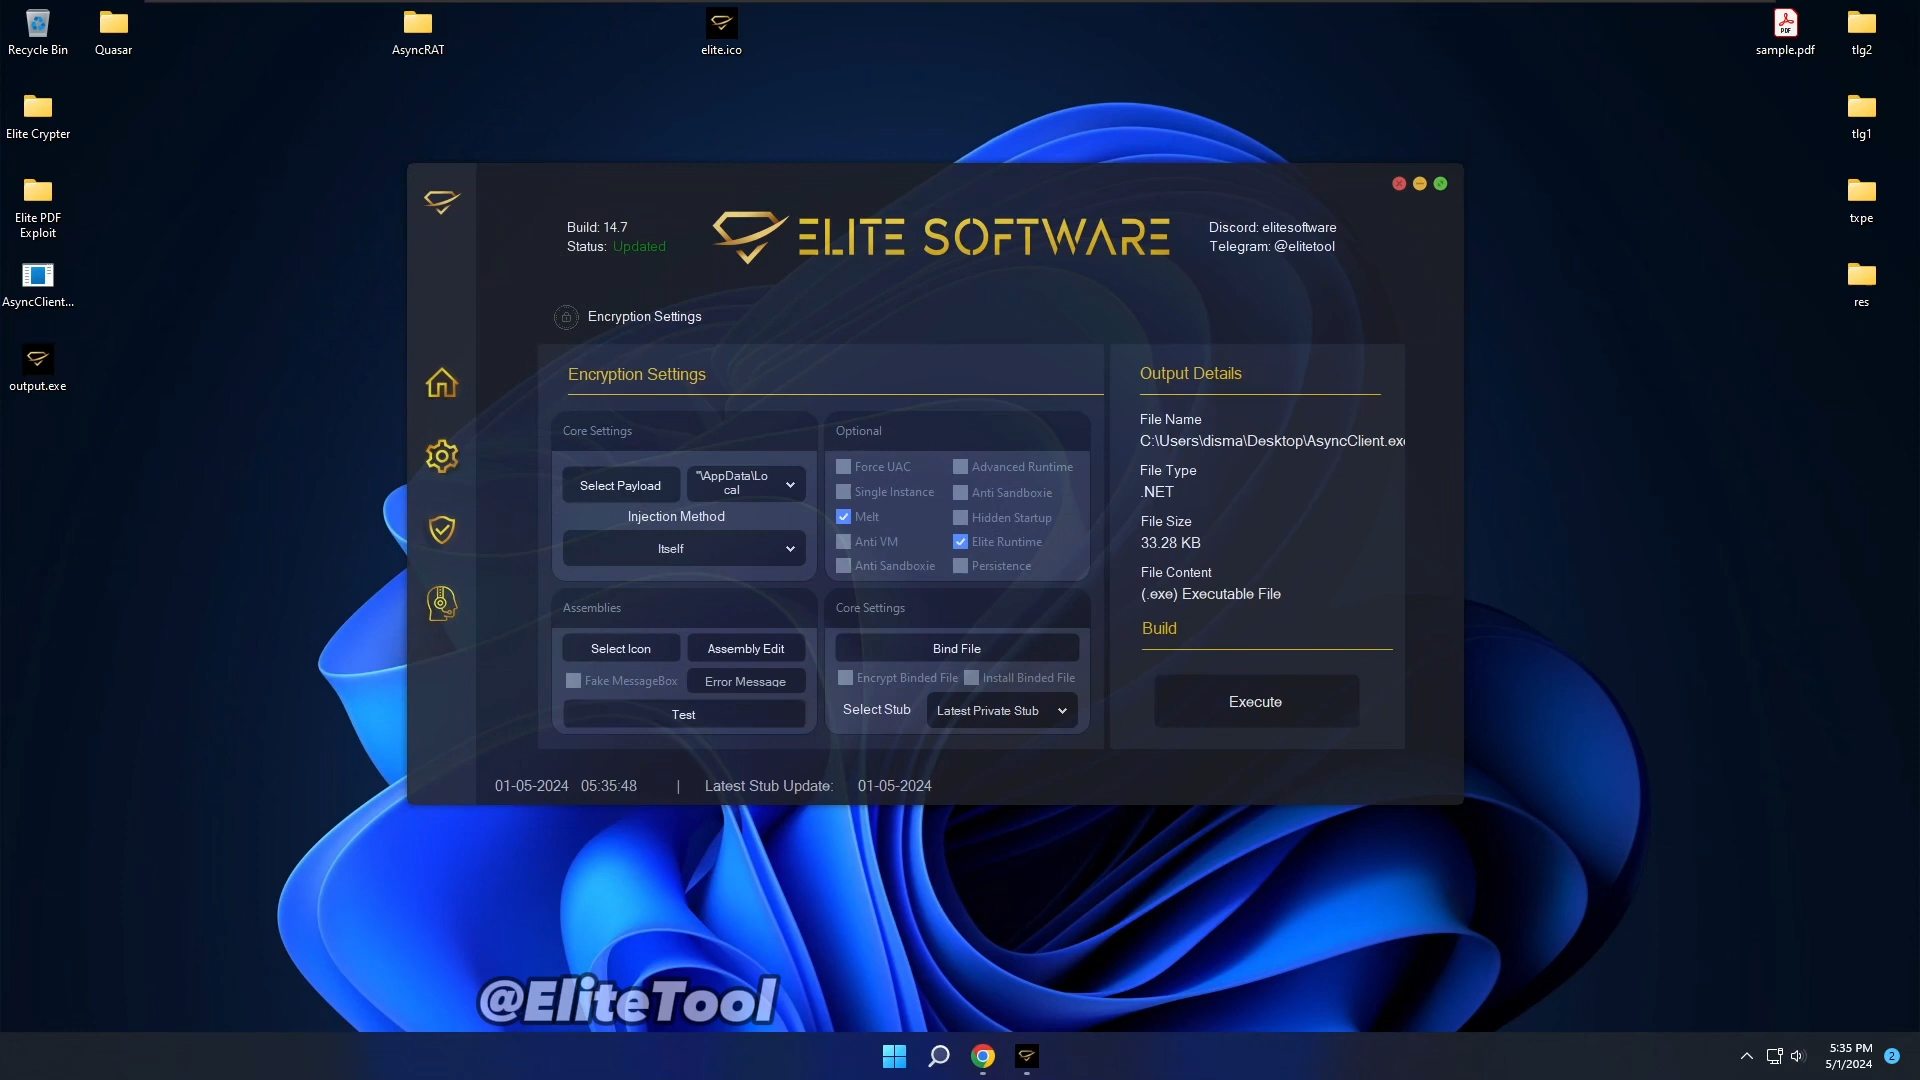 Recycle Bin
Quasar
AsyncRAT
elite.ico
sample.pdf
tlg2
Elite Crypter
tlg1
Elite PDF
Exploit
txpe
AsyncClient...
res
output.exe
Build: 14.7
Status: Updated
ELITE SOFTWARE
Discord: elitesoftware
Telegram: @elitetool
Encryption Settings
Encryption Settings
Core Settings
Select Payload
"\AppData\Lo
cal
Injection Method
Itself
Optional
Force UAC
Advanced Runtime
Single Instance
Anti Sandboxie
Melt
Hidden Startup
Anti VM
Elite Runtime
Anti Sandboxie
Persistence
Assemblies
Select Icon
Assembly Edit
Fake MessageBox
Error Message
Test
Core Settings
Bind File
Encrypt Binded File
Install Binded File
Select Stub
Latest Private Stub
Output Details
File Name
C:\Users\disma\Desktop\AsyncClient.exe
File Type
.NET
File Size
33.28 KB
File Content
(.exe) Executable File
Build
Execute
01-05-2024 05:35:48 | Latest Stub Update: 01-05-2024
@EliteTool
PDF
5:35 PM
5/1/2024
2